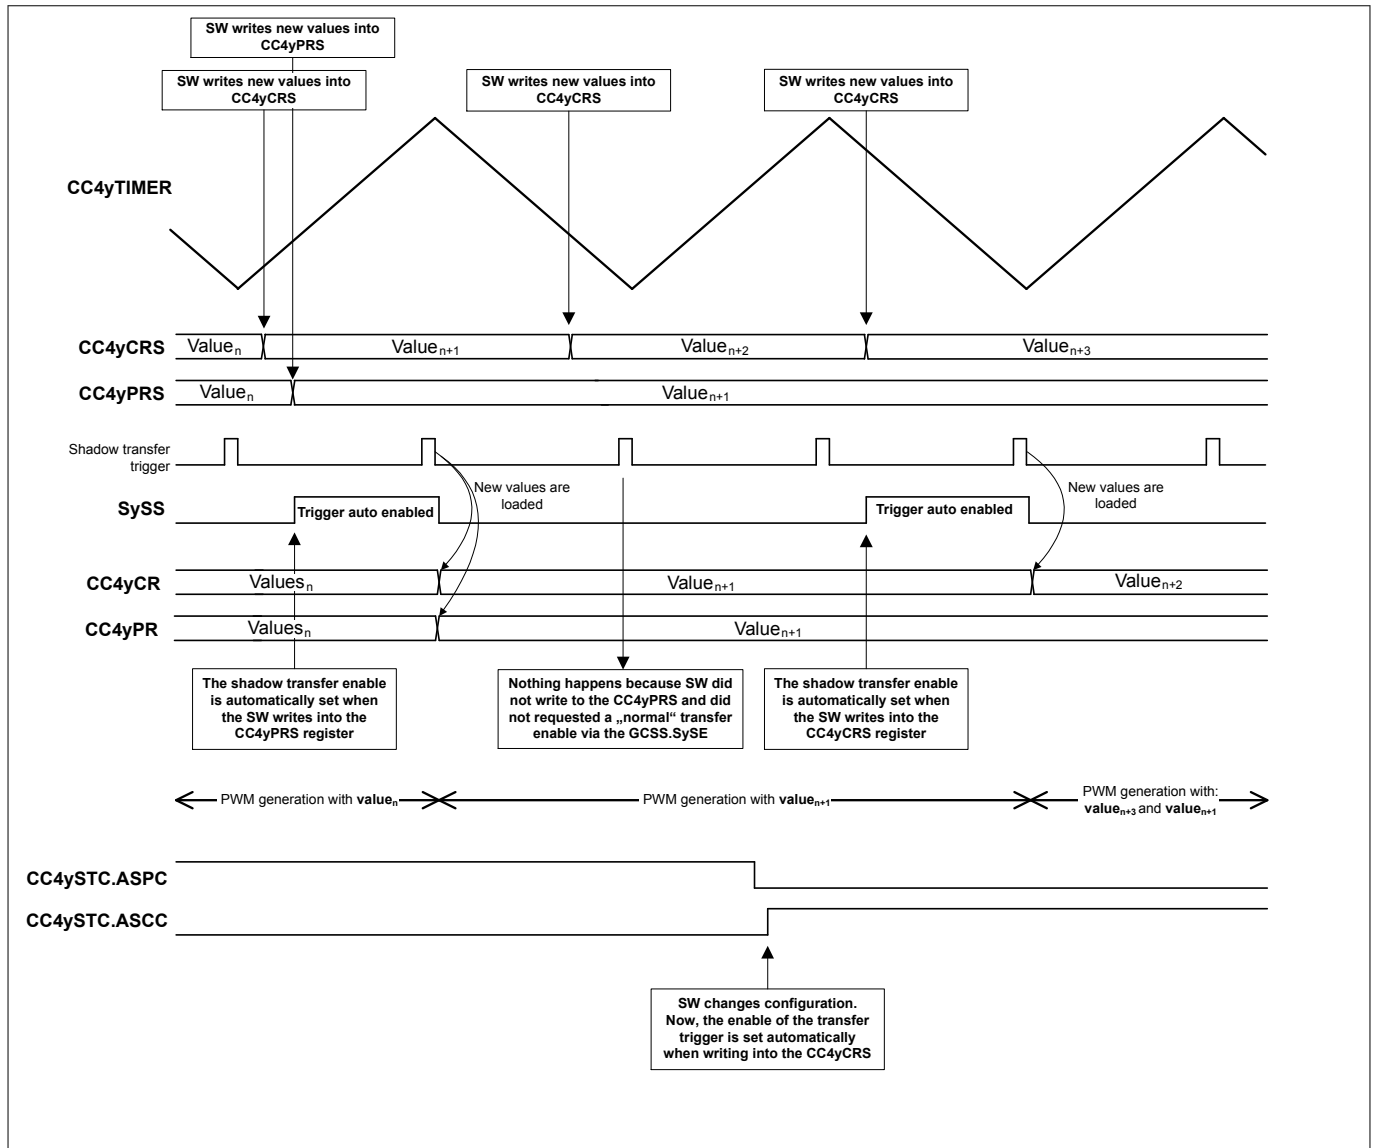 SW writes new values into
CC4yPRS
SW writes new values into
CC4yCRS
SW writes new values into
CC4yCRS
SW writes new values into
CC4yCRS
CC4yTIMER
CC4yCRS
Valueₙ
Valueₙ₊₁
Valueₙ₊₂
Valueₙ₊₃
CC4yPRS
Valueₙ
Valueₙ₊₁
Shadow transfer
trigger
New values are
loaded
New values are
loaded
SySS
Trigger auto enabled
Trigger auto enabled
CC4yCR
Valuesₙ
Valueₙ₊₁
Valueₙ₊₂
CC4yPR
Valuesₙ
Valueₙ₊₁
The shadow transfer enable
is automatically set when
the SW writes into the
CC4yPRS register
Nothing happens because SW did
not write to the CC4yPRS and did
not requested a „normal“ transfer
enable via the GCSS.SySE
The shadow transfer enable
is automatically set when
the SW writes into the
CC4yCRS register
PWM generation with valueₙ
PWM generation with valueₙ₊₁
PWM generation with:
valueₙ₊₃ and valueₙ₊₁
CC4ySTC.ASPC
CC4ySTC.ASCC
SW changes configuration.
Now, the enable of the transfer
trigger is set automatically
when writing into the CC4yCRS